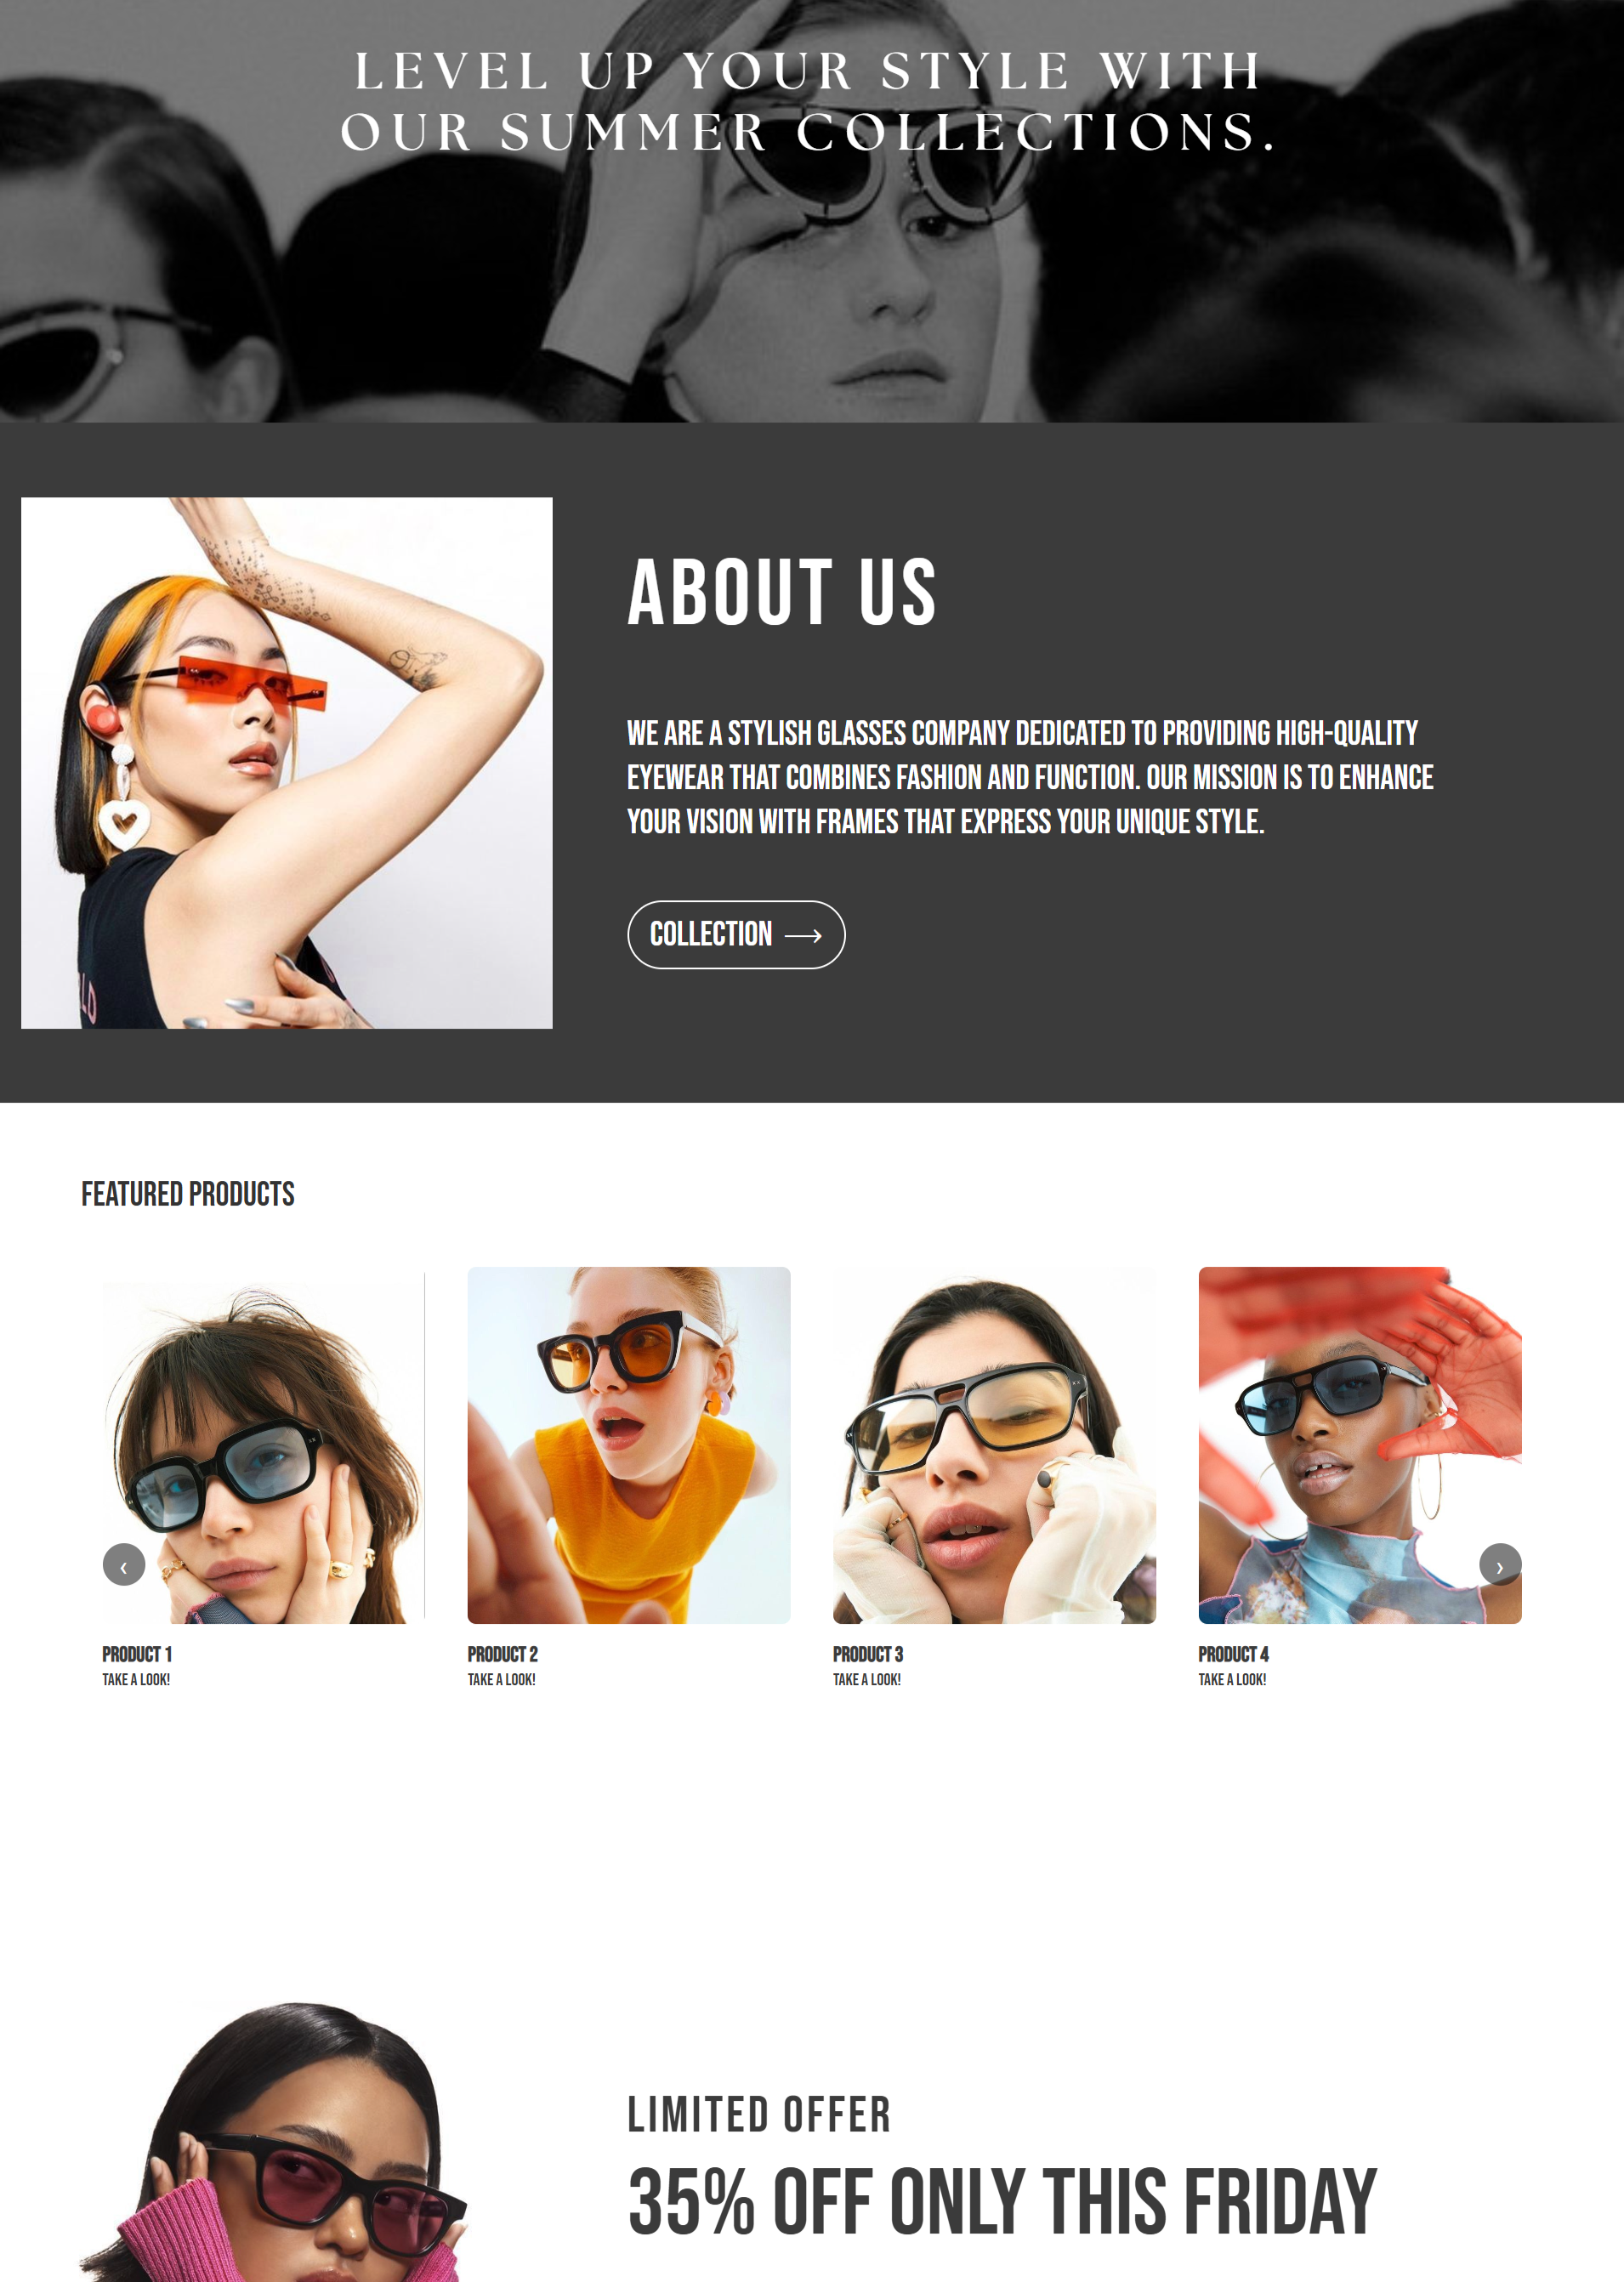 LEVEL UP YOUR STYLE WITH
OUR SUMMER COLLECTIONS.
ABOUT US
WE ARE A STYLISH GLASSES COMPANY DEDICATED TO PROVIDING HIGH-QUALITY
EYEWEAR THAT COMBINES FASHION AND FUNCTION. OUR MISSION IS TO ENHANCE
YOUR VISION WITH FRAMES THAT EXPRESS YOUR UNIQUE STYLE.
COLLECTION ⟶
FEATURED PRODUCTS
‹
›
PRODUCT 1
TAKE A LOOK!
PRODUCT 2
TAKE A LOOK!
PRODUCT 3
TAKE A LOOK!
PRODUCT 4
TAKE A LOOK!
LIMITED OFFER
35% OFF ONLY THIS FRIDAY